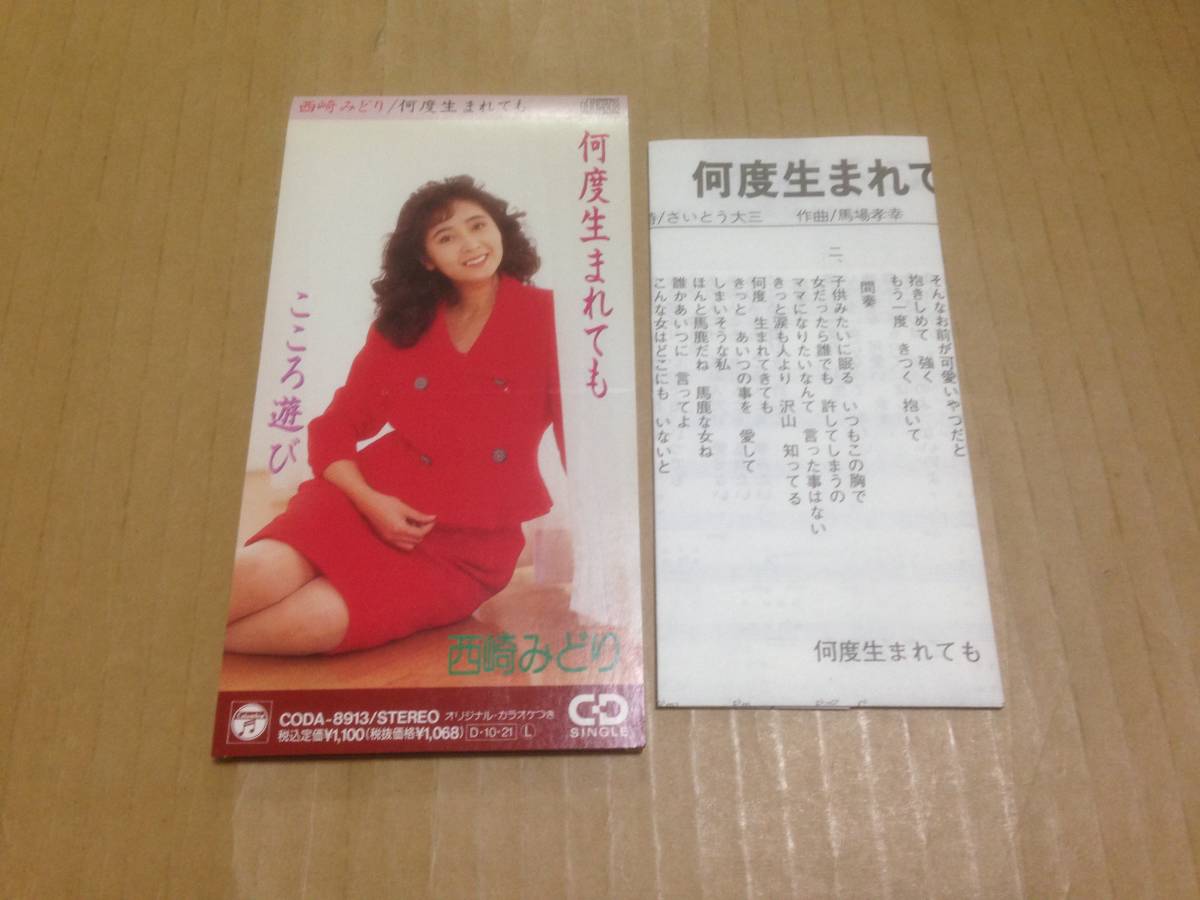 西崎みどり/何度生まれても
何度生まれても
こころ遊び
西崎みどり
CODA-8913/STEREO オリジナル・カラオケつき
税込定価¥1,100(税抜価格¥1,068) D・10・21 L
CD
SINGLE
何度生まれて
詩/さいとう大三 作曲/馬場孝幸
そんなお前が可愛いやつだと
抱きしめて 強く
もう一度 きつく 抱いて
間奏
二、
子供みたいに眠る いつもこの胸で
女だったら誰でも 許してしまうの
ママになりたいなんて 言った事はない
きっと涙も人より 沢山 知ってる
何度 生まれてきても
きっと あいつの事を 愛して
しまいそうな私
ほんと馬鹿だね 馬鹿な女ね
誰かあいつに 言ってよ
こんな女はどこにも いないと
何度生まれても